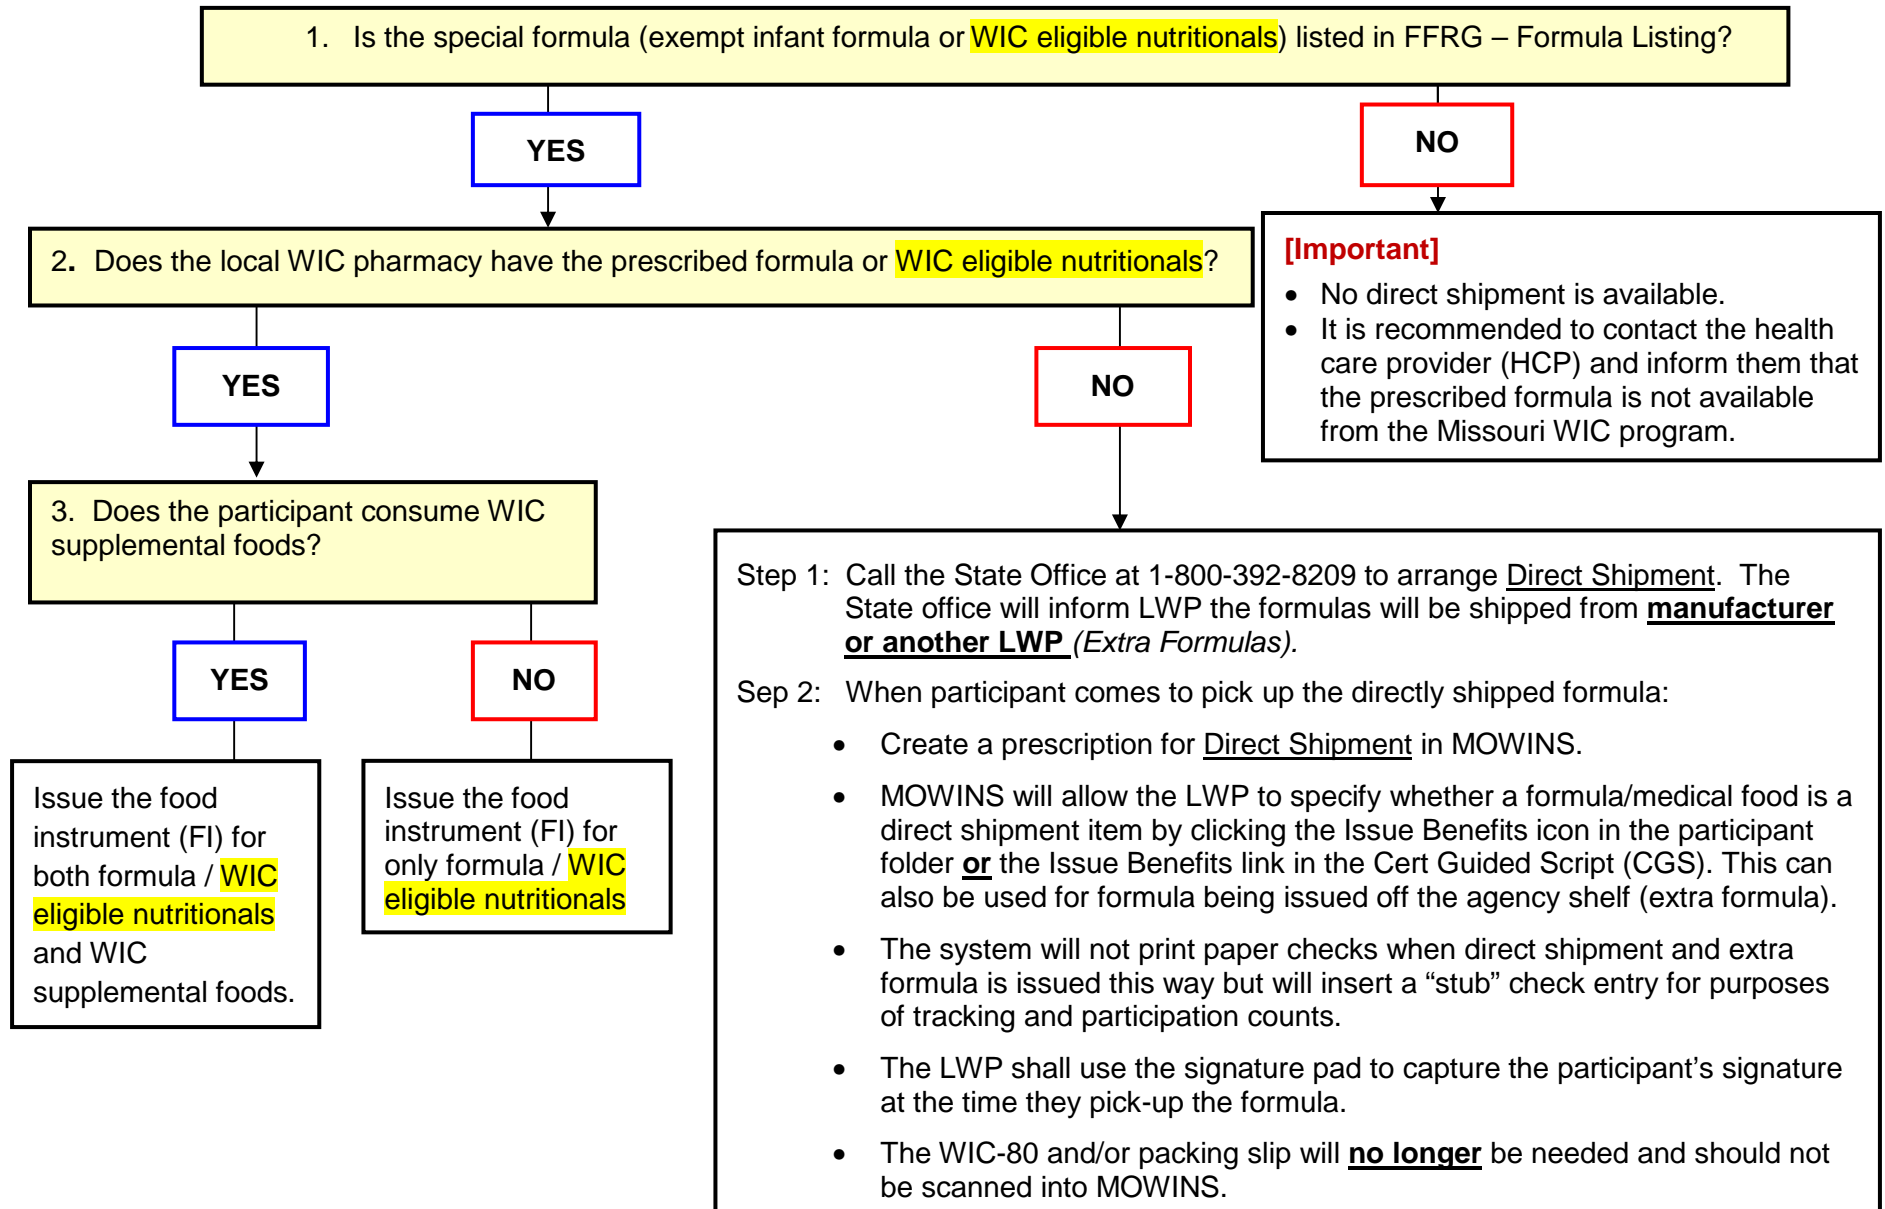 1. Is the special formula (exempt infant formula or WIC eligible nutritionals) listed in FFRG – Formula Listing?
YES
NO
2. Does the local WIC pharmacy have the prescribed formula or WIC eligible nutritionals?
[Important]
• No direct shipment is available.
• It is recommended to contact the health
care provider (HCP) and inform them that
the prescribed formula is not available
from the Missouri WIC program.
YES
NO
3. Does the participant consume WIC
supplemental foods?
YES
NO
Issue the food
instrument (FI) for
both formula / WIC
eligible nutritionals
and WIC
supplemental foods.
Issue the food
instrument (FI) for
only formula / WIC
eligible nutritionals
Step 1: Call the State Office at 1-800-392-8209 to arrange Direct Shipment. The
State office will inform LWP the formulas will be shipped from manufacturer
or another LWP (Extra Formulas).
Sep 2: When participant comes to pick up the directly shipped formula:
• Create a prescription for Direct Shipment in MOWINS.
• MOWINS will allow the LWP to specify whether a formula/medical food is a
direct shipment item by clicking the Issue Benefits icon in the participant
folder or the Issue Benefits link in the Cert Guided Script (CGS). This can
also be used for formula being issued off the agency shelf (extra formula).
• The system will not print paper checks when direct shipment and extra
formula is issued this way but will insert a “stub” check entry for purposes
of tracking and participation counts.
• The LWP shall use the signature pad to capture the participant’s signature
at the time they pick-up the formula.
• The WIC-80 and/or packing slip will no longer be needed and should not
be scanned into MOWINS.